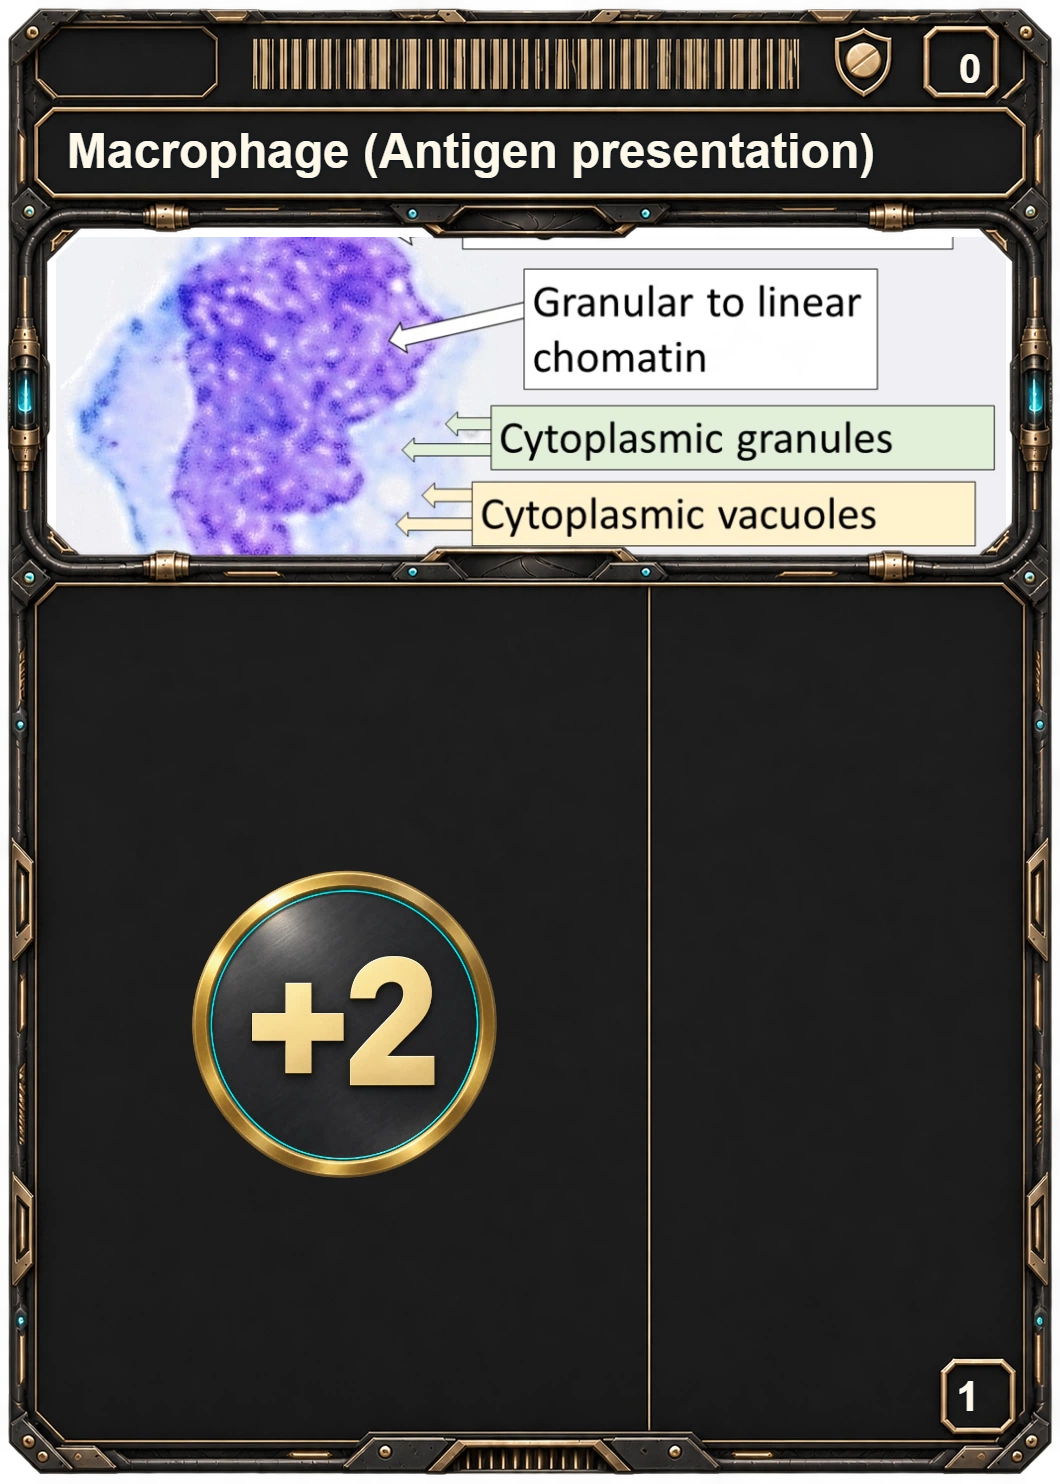 0
Macrophage (Antigen presentation)
Granular to linear
chomatin
Cytoplasmic granules
Cytoplasmic vacuoles
+2
1